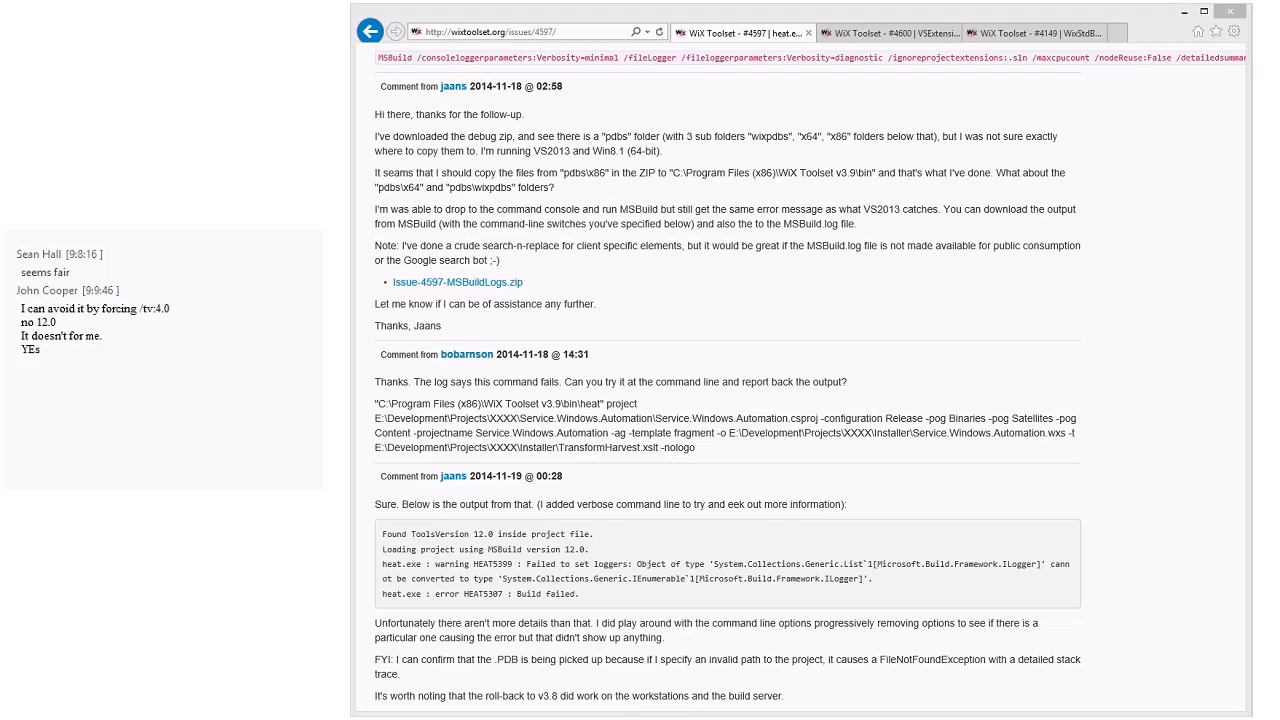 http://wixtoolset.org/issues/4597/
WiX Toolset - #4597 | heat.e...
WiX Toolset - #4600 | VSExtensi...
WiX Toolset - #4149 | WixStdB...
MSBuild /consoleloggerparameters:Verbosity=minimal /fileLogger /fileloggerparameters:Verbosity=diagnostic /ignoreprojectextensions:.sln /maxcpucount /nodeReuse:False /detailedsummar
Comment from jaans 2014-11-18 @ 02:58
Hi there, thanks for the follow-up.
I've downloaded the debug zip, and see there is a "pdbs" folder (with 3 sub folders "wixpdbs", "x64", "x86" folders below that), but I was not sure exactly
where to copy them to. I'm running VS2013 and Win8.1 (64-bit).
It seams that I should copy the files from "pdbs\x86" in the ZIP to "C:\Program Files (x86)\WiX Toolset v3.9\bin" and that's what I've done. What about the
"pdbs\x64" and "pdbs\wixpdbs" folders?
I'm was able to drop to the command console and run MSBuild but still get the same error message as what VS2013 catches. You can download the output
from MSBuild (with the command-line switches you've specified below) and also the to the MSBuild.log file.
Note: I've done a crude search-n-replace for client specific elements, but it would be great if the MSBuild.log file is not made available for public consumption
or the Google search bot ;-)
• Issue-4597-MSBuildLogs.zip
Let me know if I can be of assistance any further.
Thanks, Jaans
Comment from bobarnson 2014-11-18 @ 14:31
Thanks. The log says this command fails. Can you try it at the command line and report back the output?
"C:\Program Files (x86)\WiX Toolset v3.9\bin\heat" project
E:\Development\Projects\XXXX\Service.Windows.Automation\Service.Windows.Automation.csproj -configuration Release -pog Binaries -pog Satellites -pog
Content -projectname Service.Windows.Automation -ag -template fragment -o E:\Development\Projects\XXXX\Installer\Service.Windows.Automation.wxs -t
E:\Development\Projects\XXXX\Installer\TransformHarvest.xslt -nologo
Comment from jaans 2014-11-19 @ 00:28
Sure. Below is the output from that. (I added verbose command line to try and eek out more information):
Found ToolsVersion 12.0 inside project file.
Loading project using MSBuild version 12.0.
heat.exe : warning HEAT5399 : Failed to set loggers: Object of type 'System.Collections.Generic.List`1[Microsoft.Build.Framework.ILogger]' cann
ot be converted to type 'System.Collections.Generic.IEnumerable`1[Microsoft.Build.Framework.ILogger]'.
heat.exe : error HEAT5307 : Build failed.
Unfortunately there aren't more details than that. I did play around with the command line options progressively removing options to see if there is a
particular one causing the error but that didn't show up anything.
FYI: I can confirm that the .PDB is being picked up because if I specify an invalid path to the project, it causes a FileNotFoundException with a detailed stack
trace.
It's worth noting that the roll-back to v3.8 did work on the workstations and the build server.
Sean Hall [9:8:16 ]
seems fair
John Cooper [9:9:46 ]
I can avoid it by forcing /tv:4.0
no 12.0
It doesn't for me.
YEs